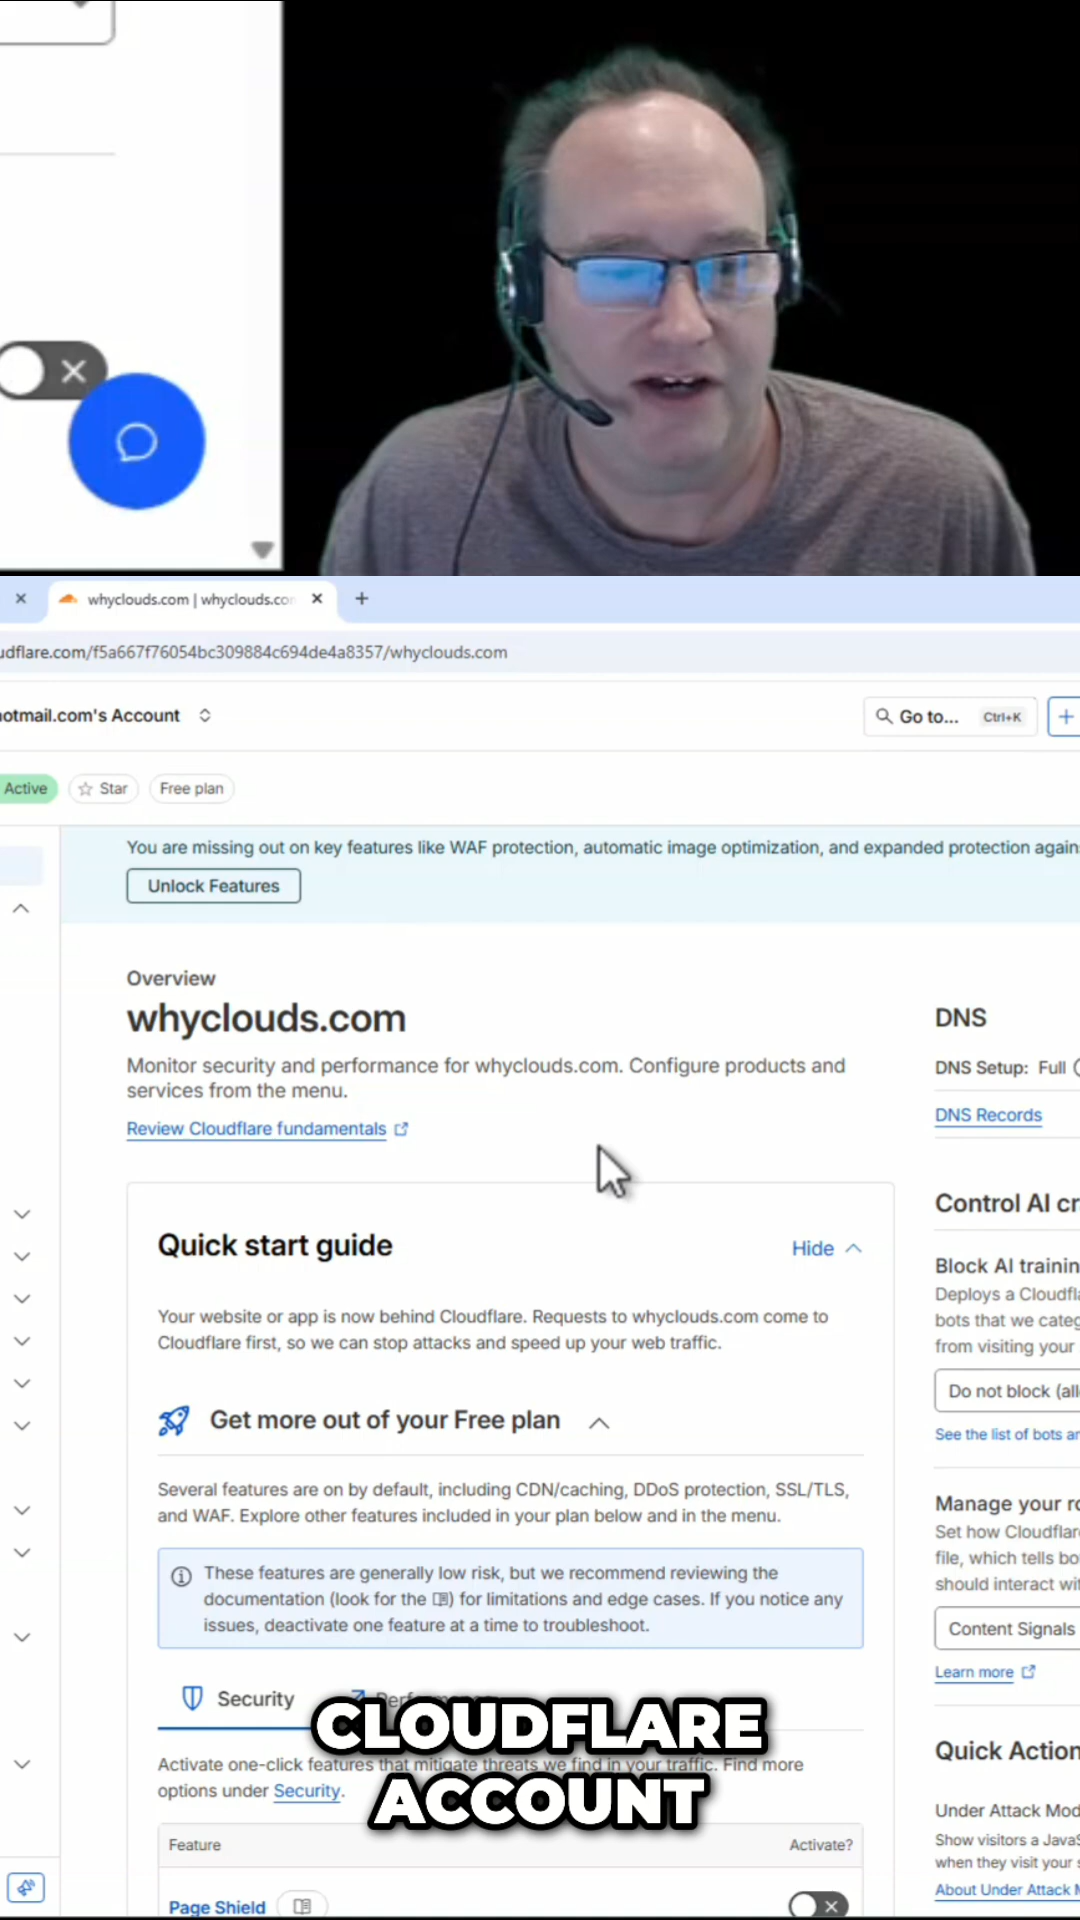 whyclouds.com | whyclouds.co
udflare.com/f5a667f76054bc309884c694de4a8357/whyclouds.com
hotmail.com's Account
Go to... Ctrl+K
Active
Star
Free plan
You are missing out on key features like WAF protection, automatic image optimization, and expanded protection agains
Unlock Features
Overview
whyclouds.com
Monitor security and performance for whyclouds.com. Configure products and
services from the menu.
Review Cloudflare fundamentals
Quick start guide
Hide
Your website or app is now behind Cloudflare. Requests to whyclouds.com come to
Cloudflare first, so we can stop attacks and speed up your web traffic.
Get more out of your Free plan
Several features are on by default, including CDN/caching, DDoS protection, SSL/TLS,
and WAF. Explore other features included in your plan below and in the menu.
These features are generally low risk, but we recommend reviewing the
documentation (look for the ) for limitations and edge cases. If you notice any
issues, deactivate one feature at a time to troubleshoot.
Security
CLOUDFLARE
ACCOUNT
Activate one-click features that mitigate threats we find in your traffic. Find more
options under Security.
Feature
Activate?
Page Shield
DNS
DNS Setup: Full
DNS Records
Control AI cr
Block AI trainin
Deploys a Cloudfla
bots that we categ
from visiting your
Do not block (all
See the list of bots an
Manage your ro
Set how Cloudflare
file, which tells bo
should interact wit
Content Signals
Learn more
Quick Action
Under Attack Mod
Show visitors a JavaS
when they visit your s
About Under Attack M